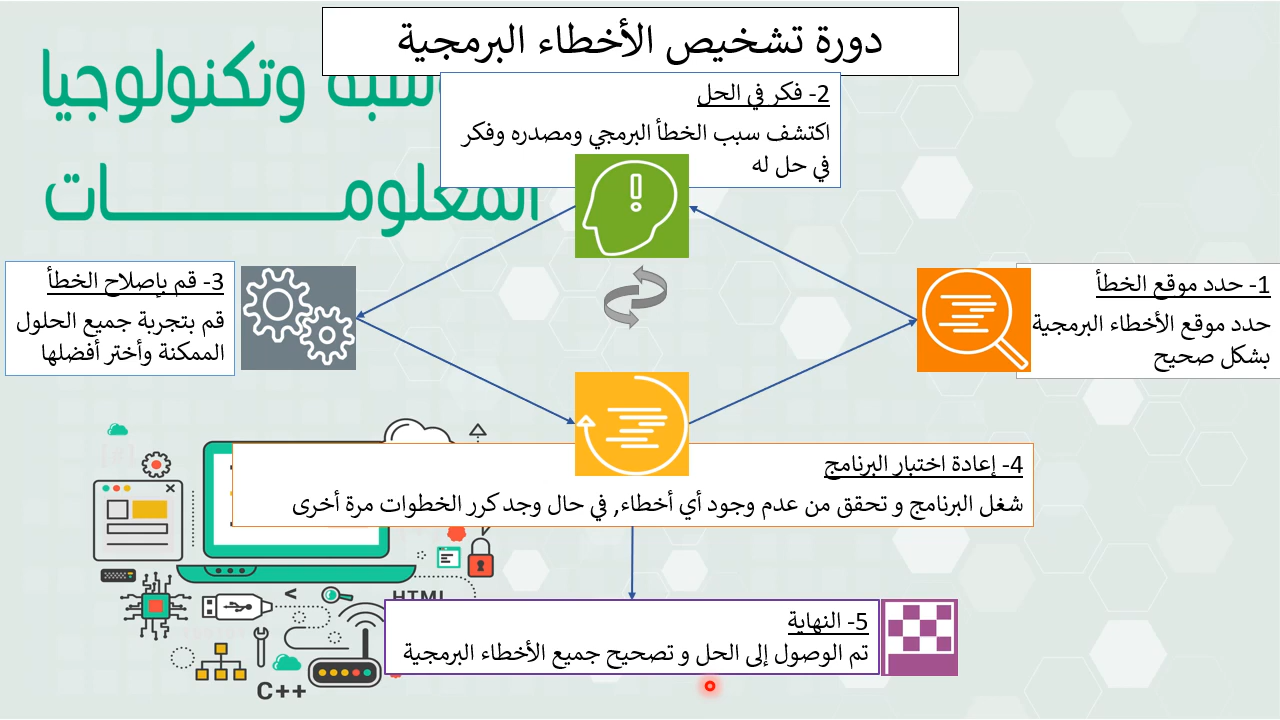 دورة تشخيص الأخطاء البرمجية
وتكنولوجيا
المعلومـــات
2- فكر في الحل
اكتشف سبب الخطأ البرمجي ومصدره وفكر
في حل له
1- حدد موقع الخطأ
حدد موقع الأخطاء البرمجية
بشكل صحيح
3- قم بإصلاح الخطأ
قم بتجربة جميع الحلول
الممكنة وأختر أفضلها
4- إعادة اختبار البرنامج
شغل البرنامج و تحقق من عدم وجود أي أخطاء, في حال وجد كرر الخطوات مرة أخرى
HTML
5- النهاية
تم الوصول إلى الحل و تصحيح جميع الأخطاء البرمجية
C++